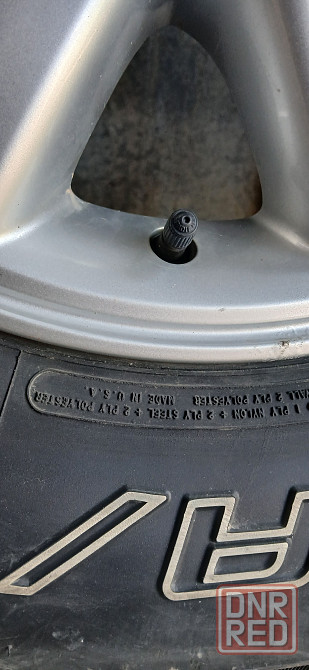 1 PLY NYLON > 2 PLY STEEL > 2 PLY POLYESTER
2 PLY POLYESTER MADE IN U.S.A.
A/
DNR
RED